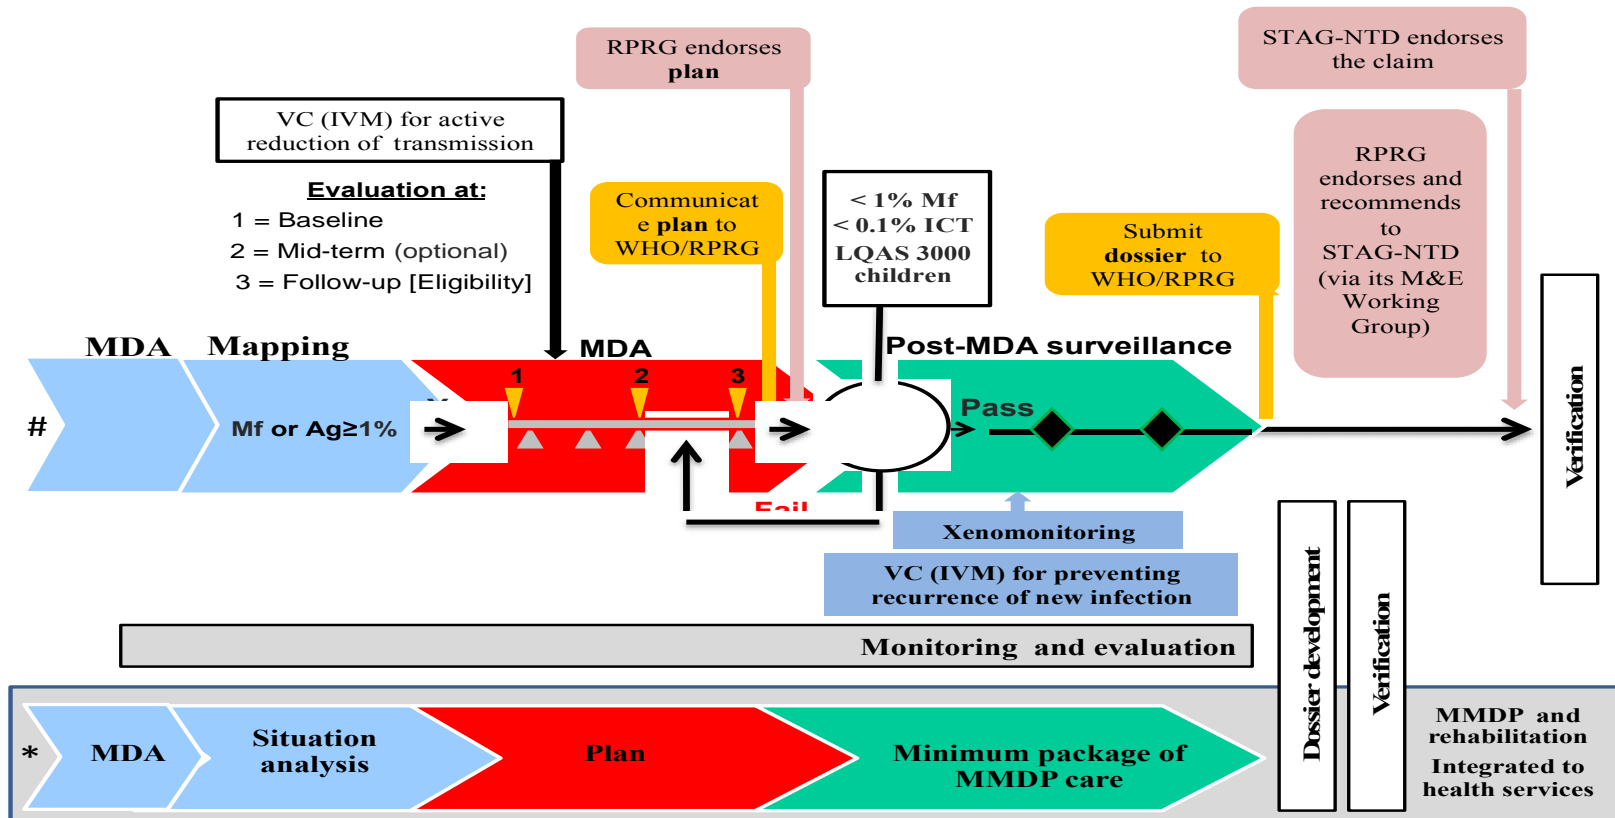 RPRG endorses
plan
STAG-NTD endorses
the claim
VC (IVM) for active
reduction of transmission
Evaluation at:
1 = Baseline
2 = Mid-term (optional)
3 = Follow-up [Eligibility]
Communicat
e plan to
WHO/RPRG
< 1% Mf
< 0.1% ICT
LQAS 3000
children
Submit
dossier to
WHO/RPRG
RPRG
endorses and
recommends
to
STAG-NTD
(via its M&E
Working
Group)
MDA
Mapping
MDA
Post-MDA surveillance
1
2
3
#
Mf or Ag≥1%
Pass
Fail
Verification
Xenomonitoring
VC (IVM) for preventing
recurrence of new infection
Monitoring and evaluation
Dossier development
Verification
*
MDA
Situation
analysis
Plan
Minimum package of
MMDP care
MMDP and
rehabilitation
Integrated to
health services